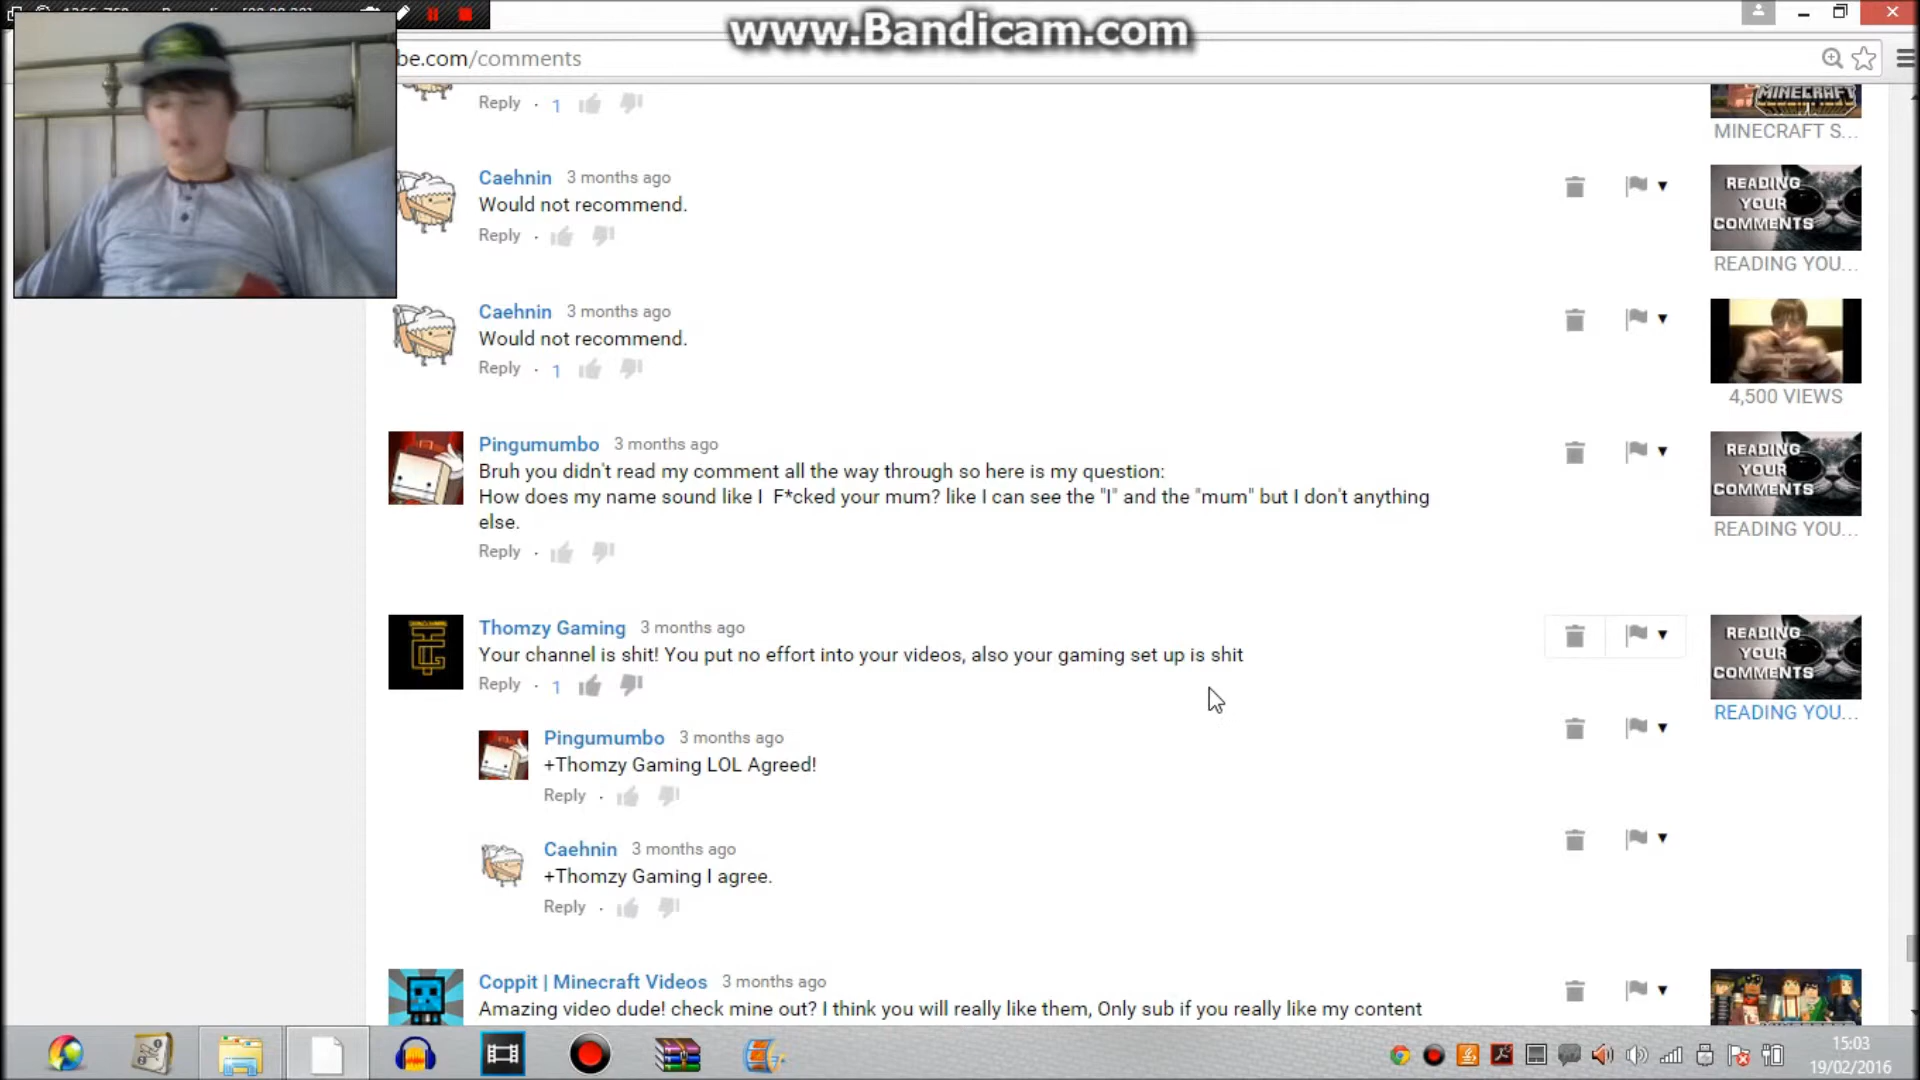 www.Bandicam.com
be.com/comments
Reply · 1
MINECRAFT
MINECRAFT S...
Caehnin 3 months ago
Would not recommend.
Reply ·
READING
YOUR
COMMENTS
READING YOU...
Caehnin 3 months ago
Would not recommend.
Reply · 1
4,500 VIEWS
Pingumumbo 3 months ago
Bruh you didn't read my comment all the way through so here is my question:
How does my name sound like I F*cked your mum? like I can see the "I" and the "mum" but I don't anything
else.
Reply ·
READING
YOUR
COMMENTS
READING YOU...
Thomzy Gaming 3 months ago
Your channel is shit! You put no effort into your videos, also your gaming set up is shit
Reply · 1
READING
YOUR
COMMENTS
READING YOU...
Pingumumbo 3 months ago
+Thomzy Gaming LOL Agreed!
Reply ·
Caehnin 3 months ago
+Thomzy Gaming I agree.
Reply ·
Coppit | Minecraft Videos 3 months ago
Amazing video dude! check mine out? I think you will really like them, Only sub if you really like my content
15:03
19/02/2016